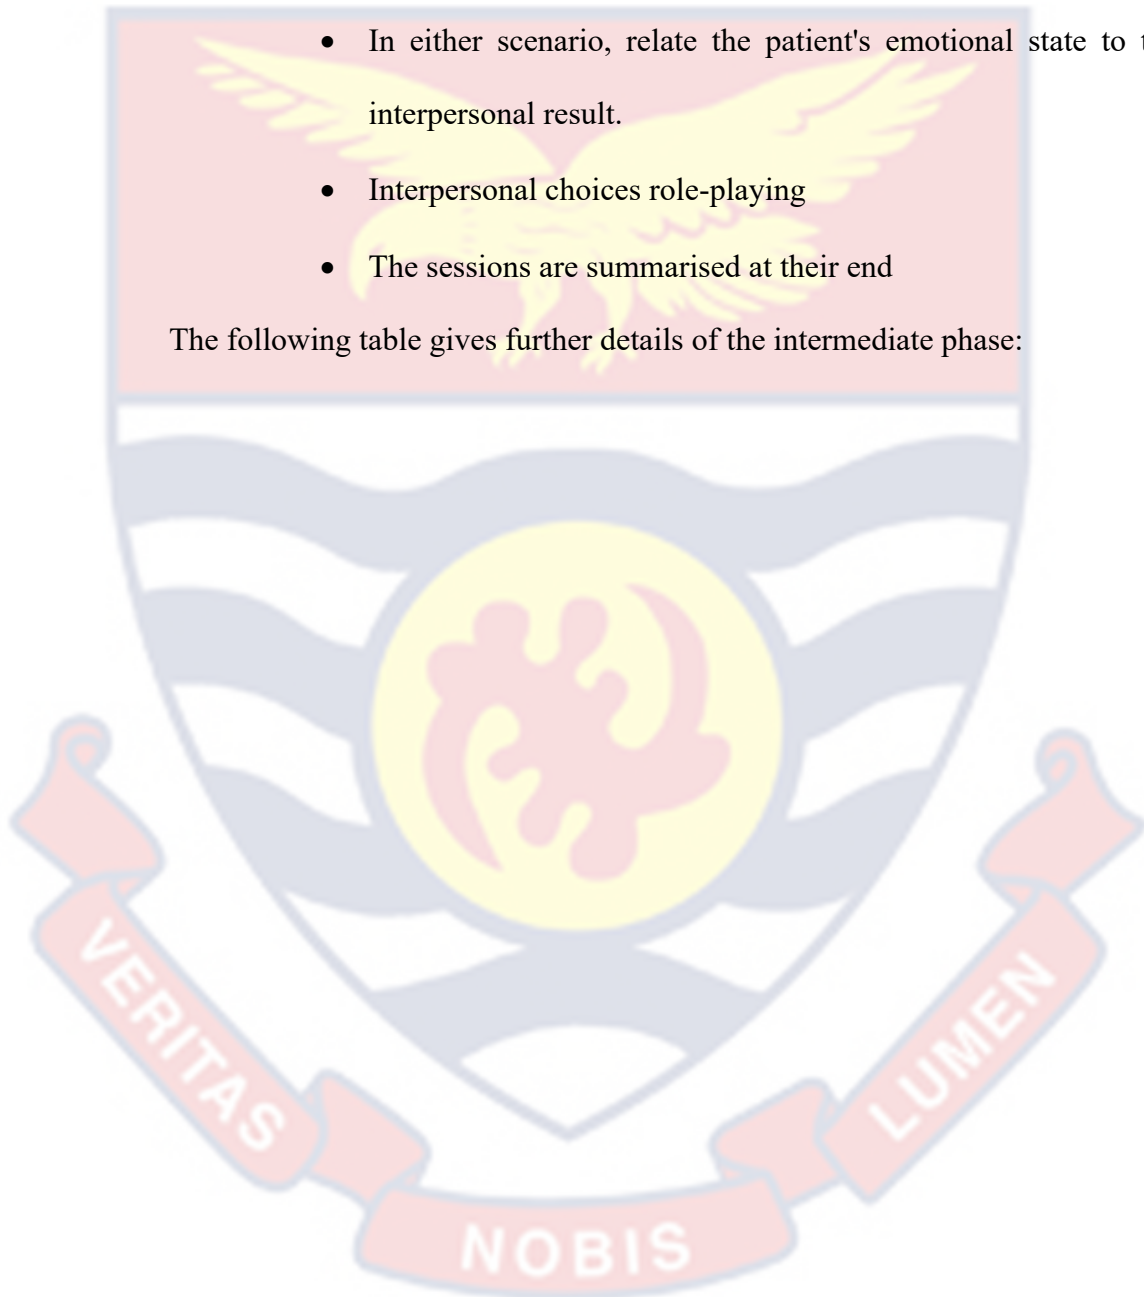 • In either scenario, relate the patient's emotional state to t
interpersonal result.
• Interpersonal choices role-playing
• The sessions are summarised at their end
The following table gives further details of the intermediate phase:
VERITAS
NOBIS
LUMEN